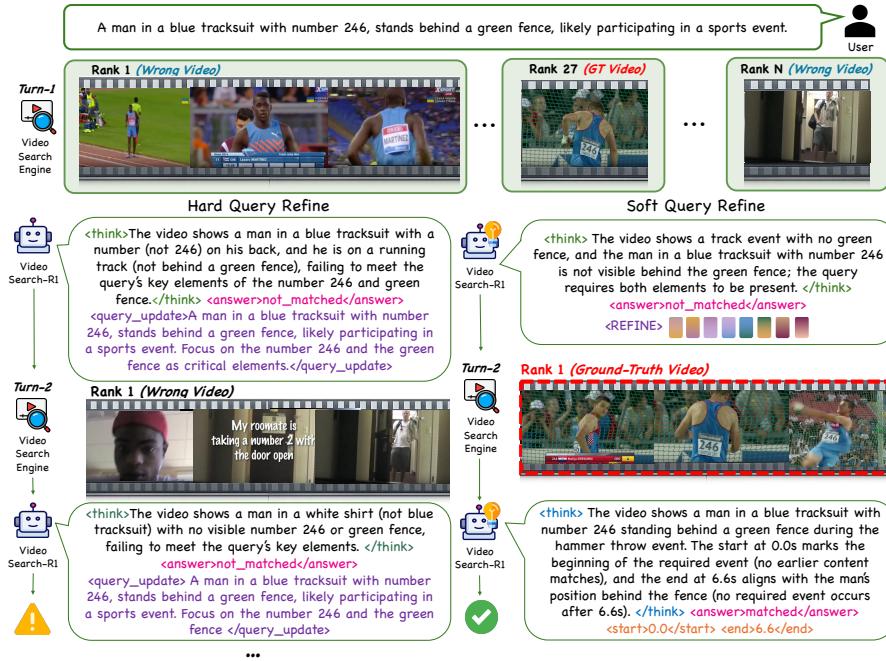 A man in a blue tracksuit with number 246, stands behind a green fence, likely participating in a sports event.
User
Rank 1 (Wrong Video)
Rank 27 (GT Video)
Rank N (Wrong Video)
Turn-1
Video
Search
Engine
MARTINEZ
246
...
...
Hard Query Refine
Soft Query Refine
Video
Search-R1
<think>The video shows a man in a blue tracksuit with a
number (not 246) on his back, and he is on a running
track (not behind a green fence), failing to meet the
query's key elements of the number 246 and green
fence.</think> <answer>not_matched</answer>
<query_update>A man in a blue tracksuit with number
246, stands behind a green fence, likely participating in
a sports event. Focus on the number 246 and the green
fence as critical elements.</query_update>
Video
Search-R1
<think> The video shows a track event with no green
fence, and the man in a blue tracksuit with number 246
is not visible behind the green fence; the query
requires both elements to be present. </think>
<answer>not_matched</answer>
<REFINE>
Turn-2
Video
Search
Engine
Rank 1 (Wrong Video)
My roomate is
taking a number 2 with
the door open
Turn-2
Video
Search
Engine
Rank 1 (Ground-Truth Video)
246
246
Video
Search-R1
<think>The video shows a man in a white shirt (not blue
tracksuit) with no visible number 246 or green fence,
failing to meet the query's key elements. </think>
<answer>not_matched</answer>
<query_update> A man in a blue tracksuit with number
246, stands behind a green fence, likely participating in
a sports event. Focus on the number 246 and the green
fence </query_update>
...
Video
Search-R1
<think> The video shows a man in a blue tracksuit with
number 246 standing behind a green fence during the
hammer throw event. The start at 0.0s marks the
beginning of the required event (no earlier content
matches), and the end at 6.6s aligns with the man's
position behind the fence (no required event occurs
after 6.6s). </think> <answer>matched</answer>
<start>0.0</start> <end>6.6</end>